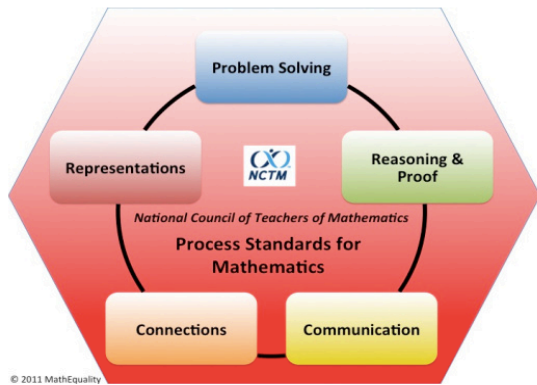 Problem Solving
Representations
Reasoning &
Proof
NCTM
National Council of Teachers of Mathematics
Process Standards for
Mathematics
Connections
Communication
© 2011 MathEquality